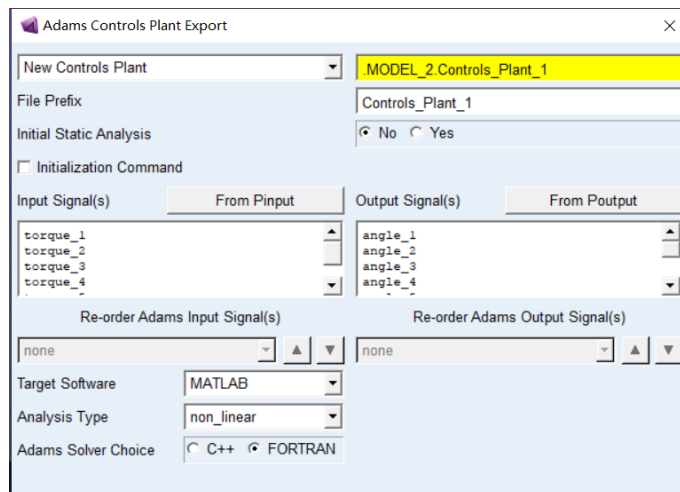 Adams Controls Plant Export
New Controls Plant
.MODEL_2.Controls_Plant_1
File Prefix
Controls_Plant_1
Initial Static Analysis
No Yes
Initialization Command
Input Signal(s) From Pinput Output Signal(s) From Poutput
torque_1
torque_2
torque_3
torque_4
angle_1
angle_2
angle_3
angle_4
Re-order Adams Input Signal(s) Re-order Adams Output Signal(s)
none none
Target Software MATLAB
Analysis Type non_linear
Adams Solver Choice C++ FORTRAN